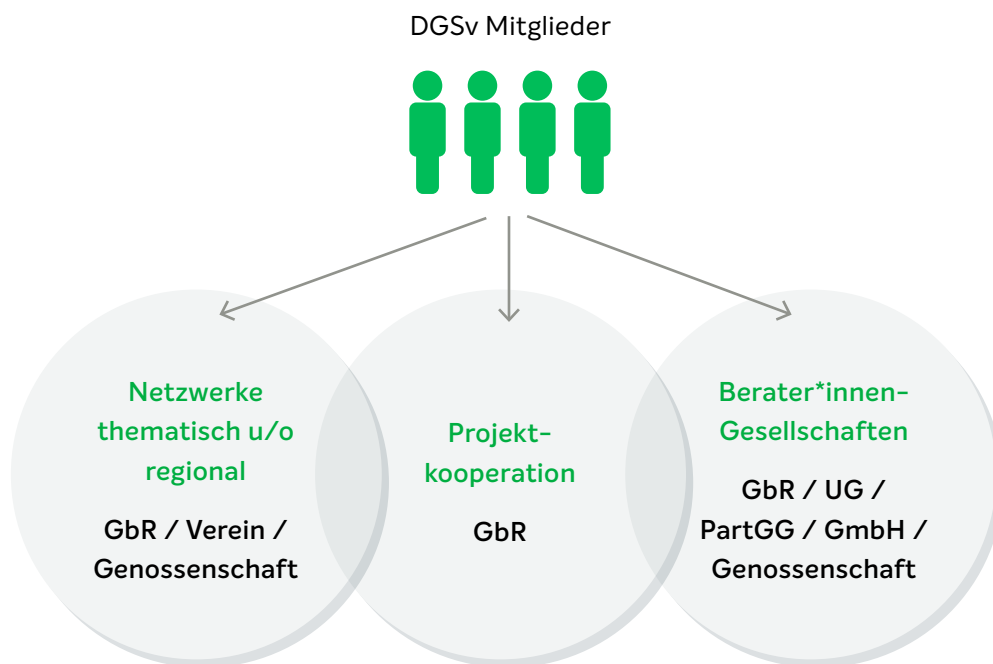 DGSv Mitglieder
Netzwerke
thematisch u/o
regional
GbR / Verein /
Genossenschaft
Projekt-
kooperation
GbR
Berater*innen-
Gesellschaften
GbR / UG /
PartGG / GmbH /
Genossenschaft